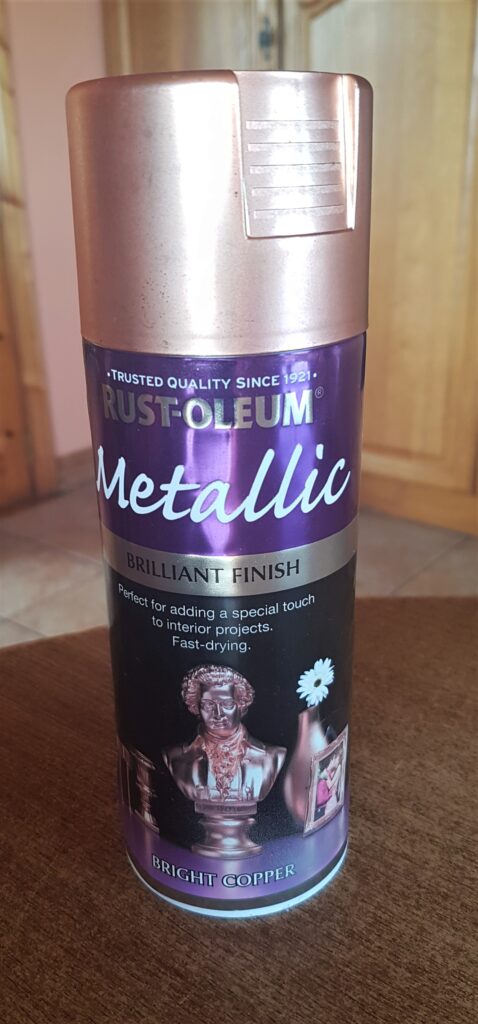 •TRUSTED QUALITY SINCE 1921•
RUST-OLEUM®
Metallic
BRILLIANT FINISH
Perfect for adding a special touch
to interior projects.
Fast-drying.
BRIGHT COPPER